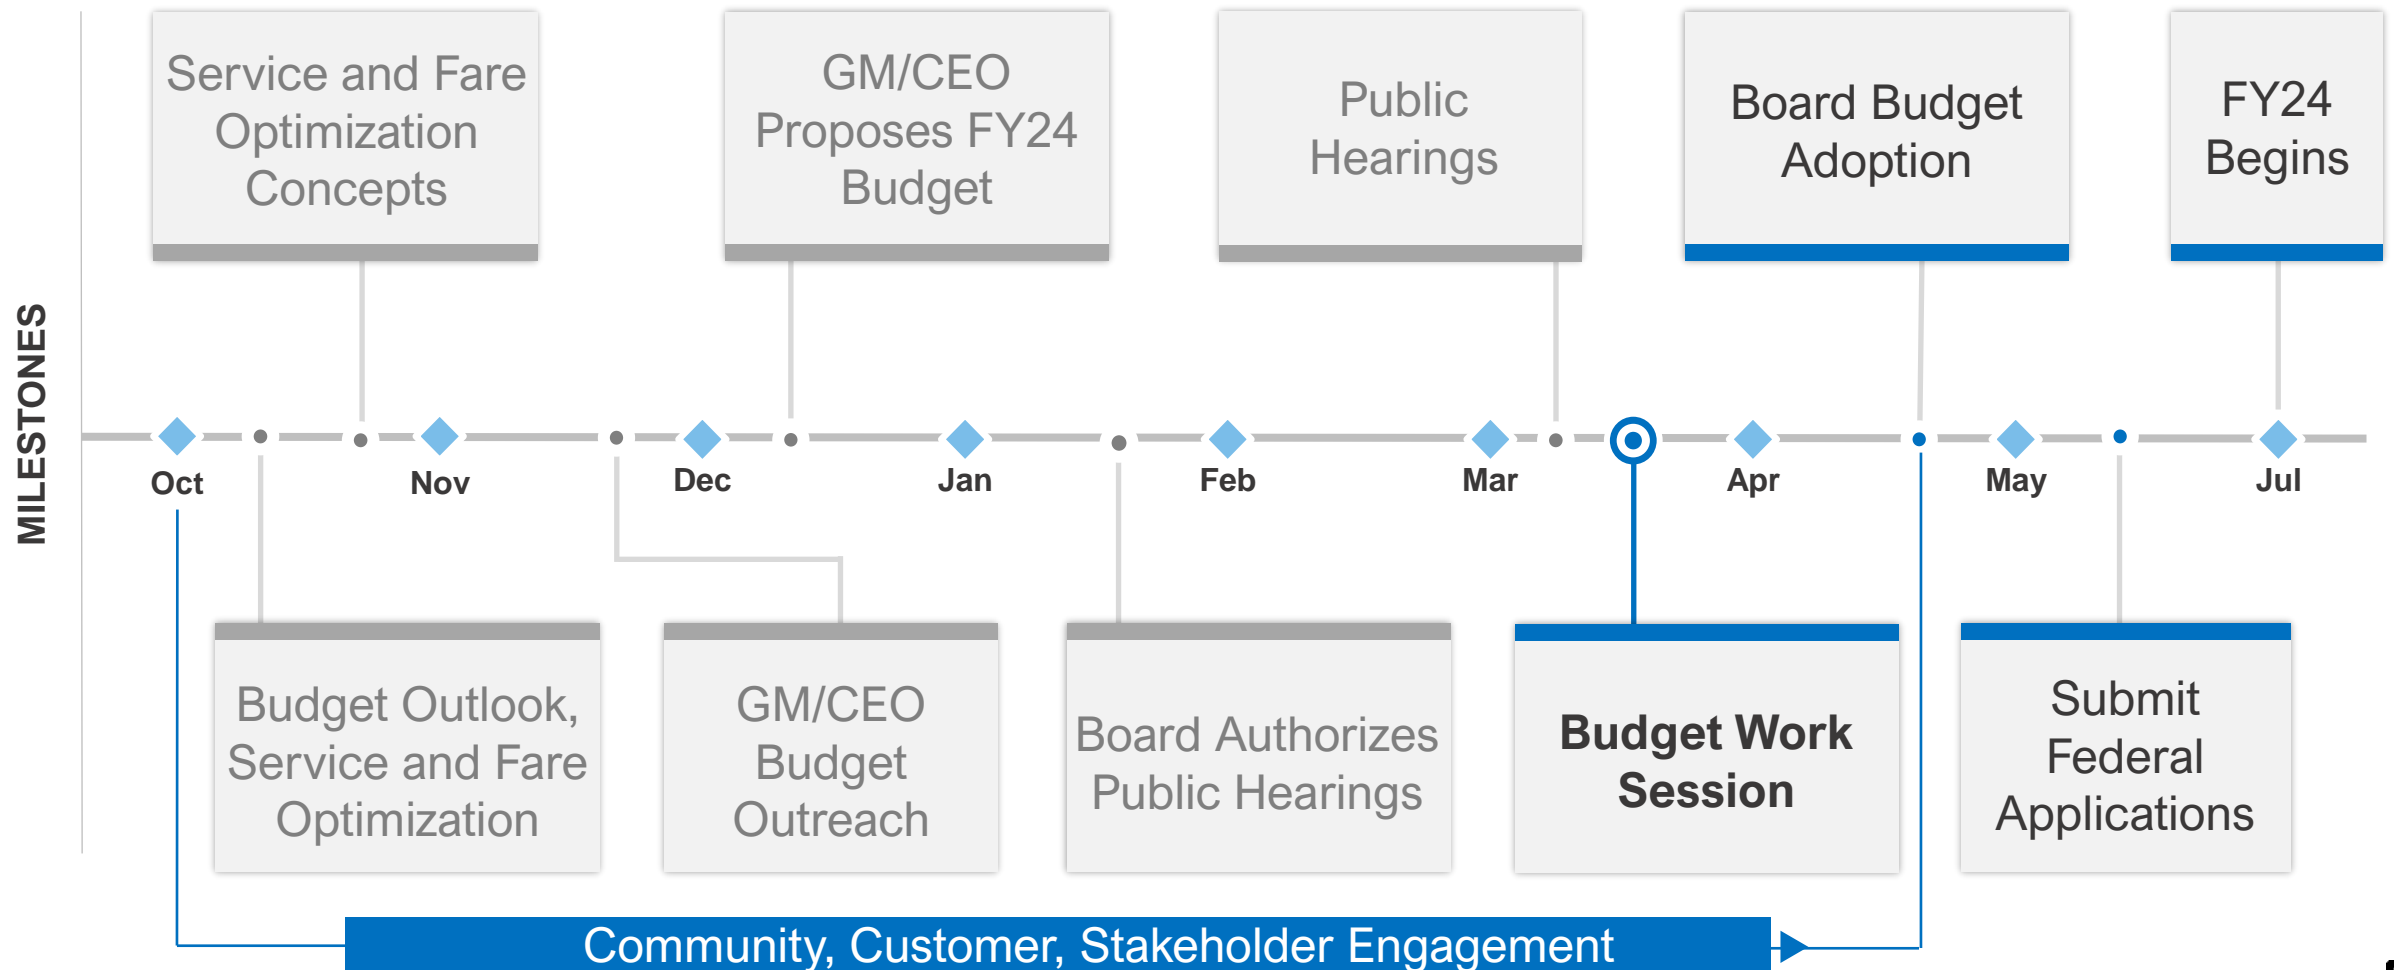 MILESTONES
Service and Fare
Optimization
Concepts
GM/CEO
Proposes FY24
Budget
Public
Hearings
Board Budget
Adoption
FY24
Begins
Oct
Nov
Dec
Jan
Feb
Mar
Apr
May
Jul
Budget Outlook,
Service and Fare
Optimization
GM/CEO
Budget
Outreach
Board Authorizes
Public Hearings
Budget Work
Session
Submit
Federal
Applications
Community, Customer, Stakeholder Engagement